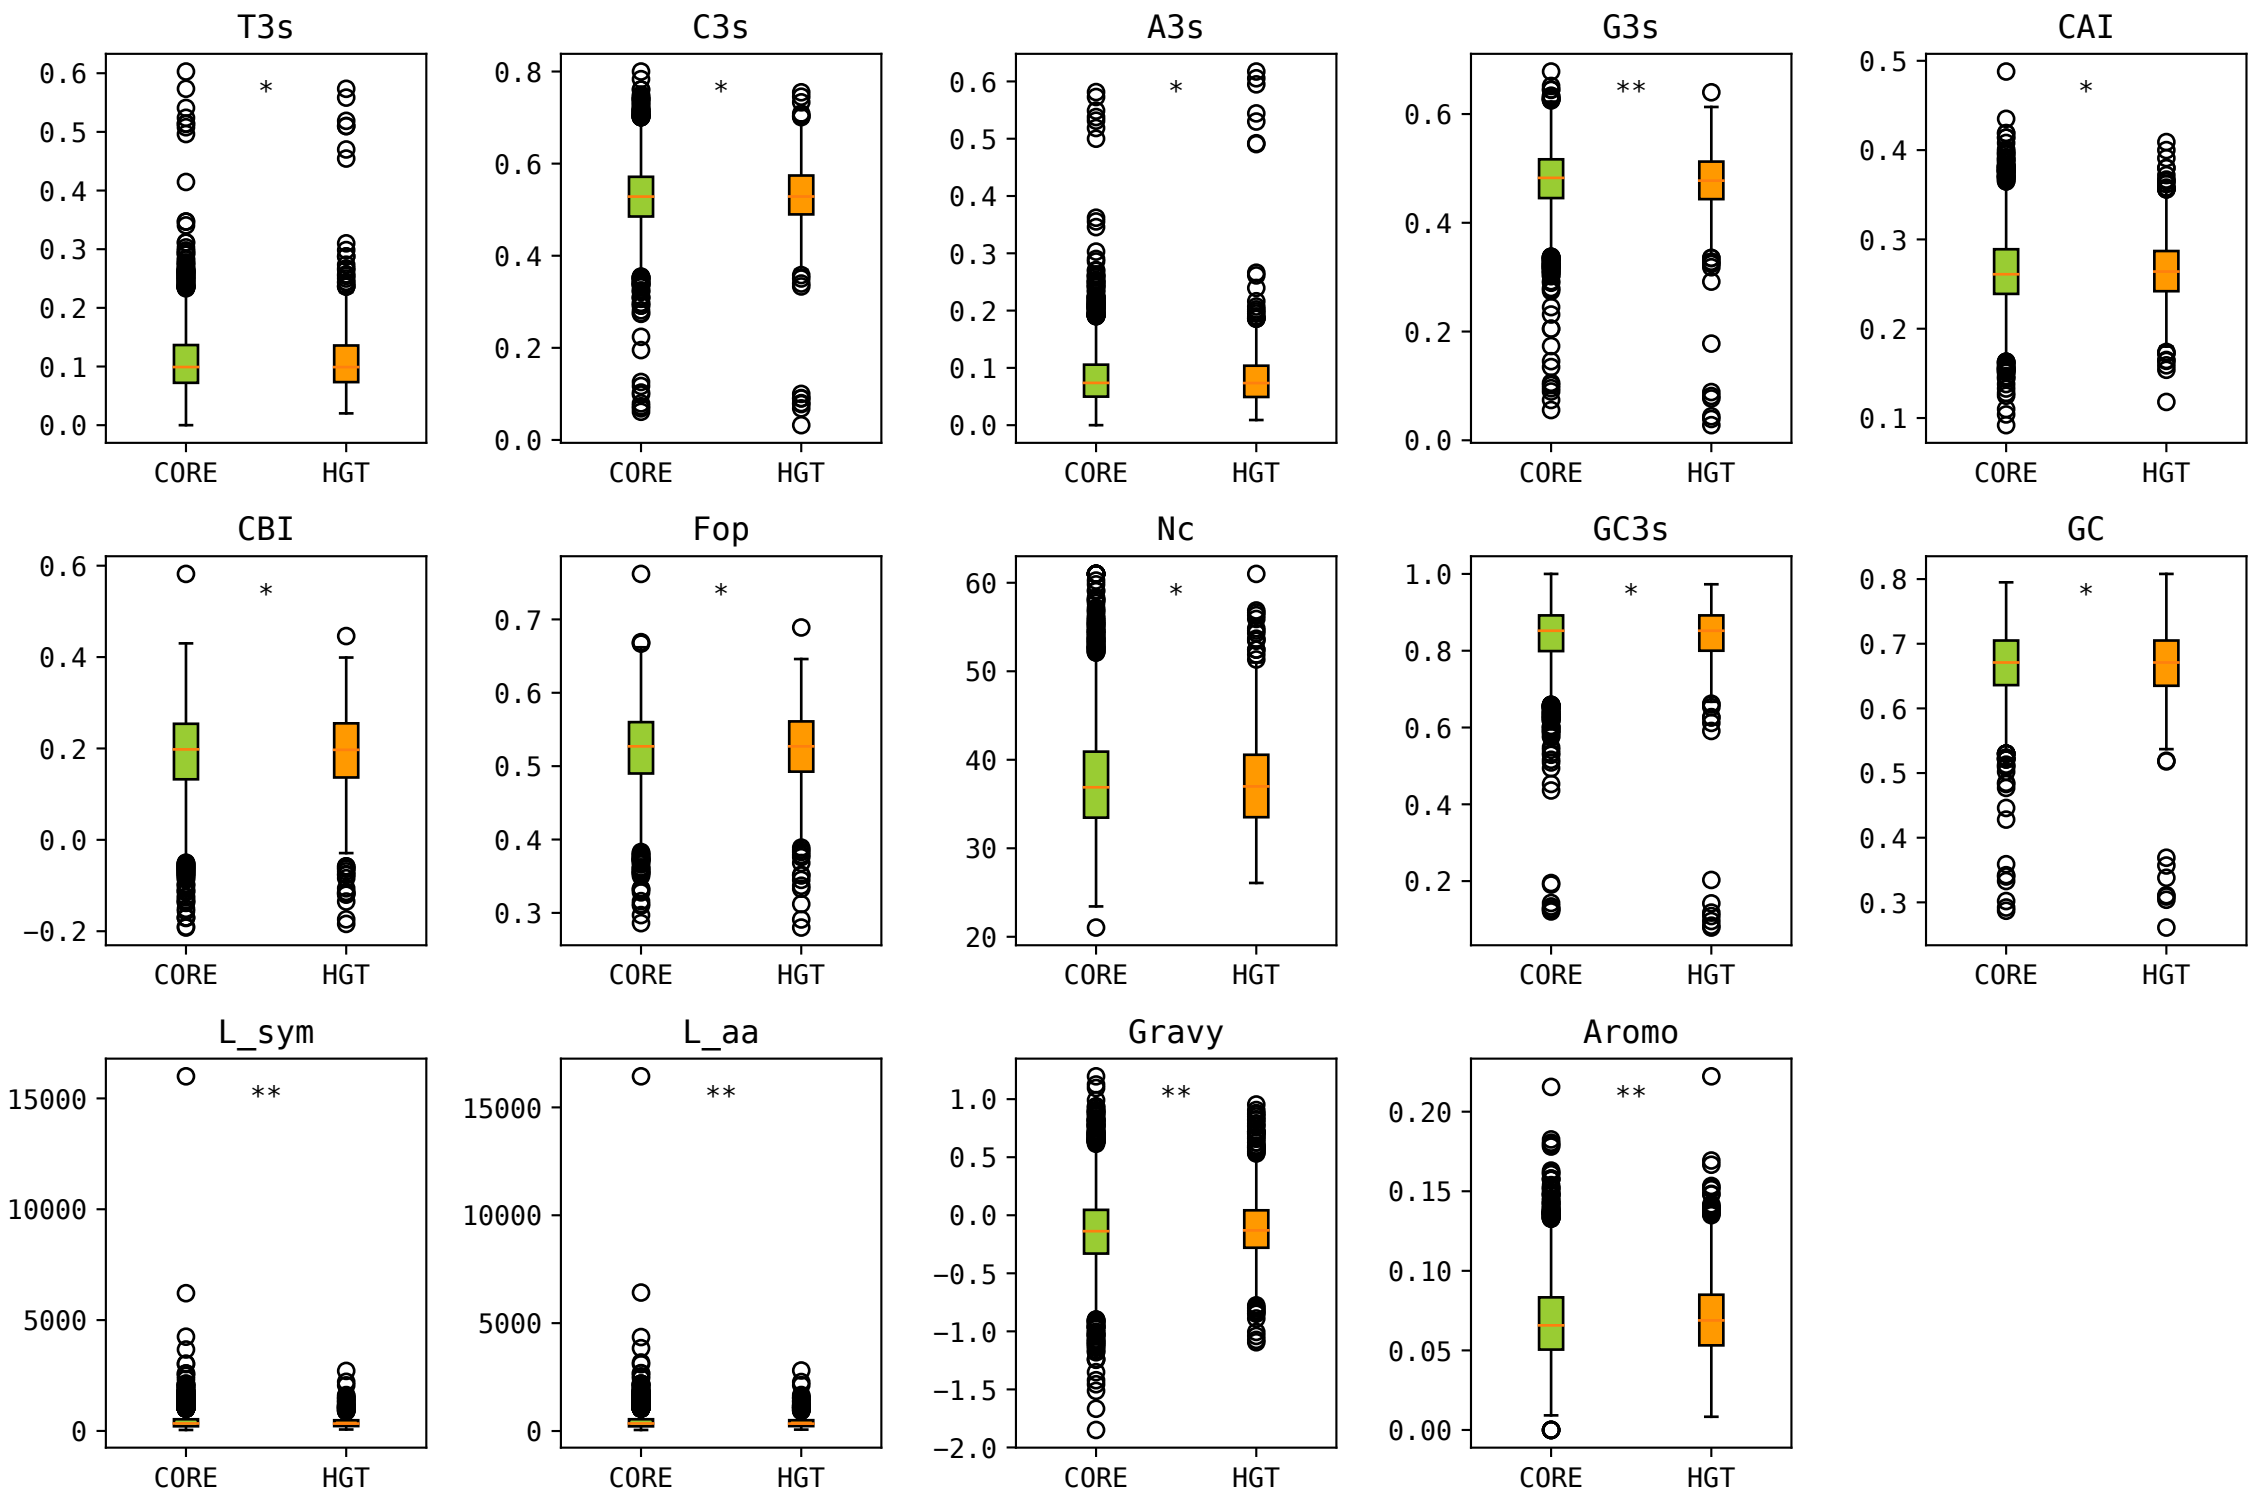 T3s
C3s
A3s
G3s
CAI
0.6
0.5
0.4
0.3
0.2
0.1
0.0
*
CORE
HGT
0.8
0.6
0.4
0.2
0.0
*
CORE
HGT
0.6
0.5
0.4
0.3
0.2
0.1
0.0
*
CORE
HGT
0.6
0.4
0.2
0.0
**
CORE
HGT
0.5
0.4
0.3
0.2
0.1
*
CORE
HGT
CBI
Fop
Nc
GC3s
GC
0.6
0.4
0.2
0.0
−0.2
*
CORE
HGT
0.7
0.6
0.5
0.4
0.3
*
CORE
HGT
60
50
40
30
20
*
CORE
HGT
1.0
0.8
0.6
0.4
0.2
*
CORE
HGT
0.8
0.7
0.6
0.5
0.4
0.3
*
CORE
HGT
L_sym
L_aa
Gravy
Aromo
15000
10000
5000
0
**
CORE
HGT
15000
10000
5000
0
**
CORE
HGT
1.0
0.5
0.0
−0.5
−1.0
−1.5
−2.0
**
CORE
HGT
0.20
0.15
0.10
0.05
0.00
**
CORE
HGT